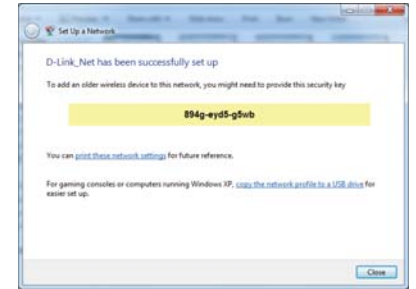 Set Up a Network
D-Link_Net has been successfully set up
To add an older wireless device to this network, you might need to provide this security key
894g-eyd5-g5wb
You can print these network settings for future reference.
For gaming consoles or computers running Windows XP, copy the network profile to a USB drive for
easier set up.
Close